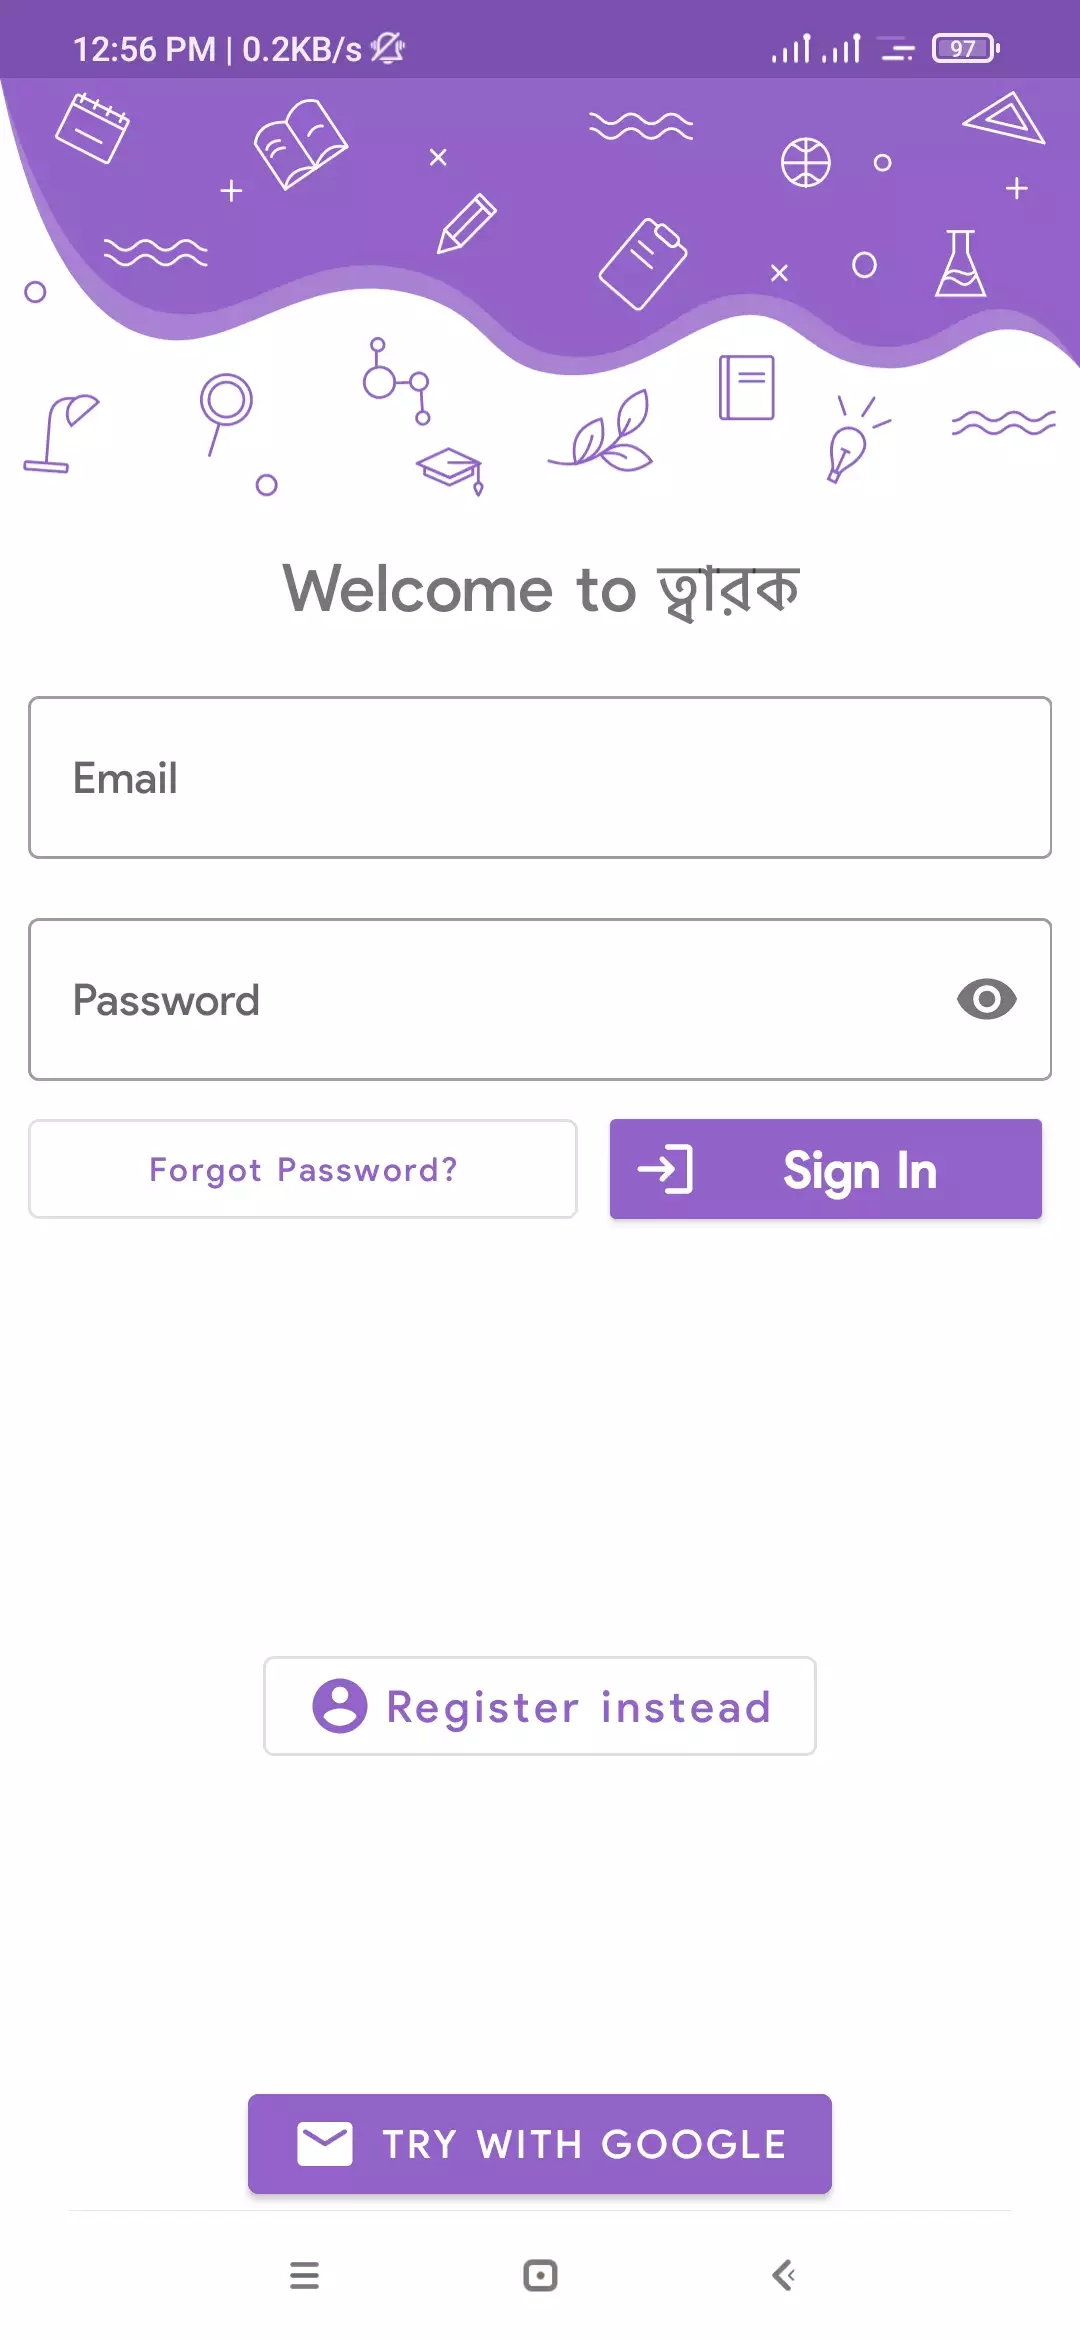 12:56 PM | 0.2KB/s
97
Welcome to ত্বারক
Email
Password
Forgot Password?
Sign In
Register instead
TRY WITH GOOGLE